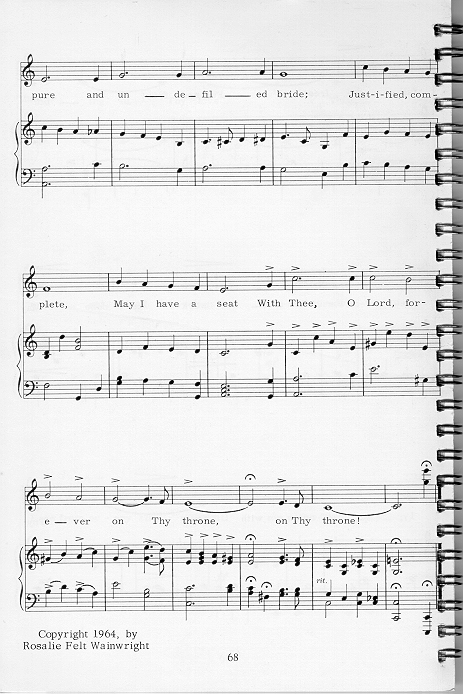 pure and un — de — fil — ed bride; Just-i-fied, com-
plete, May I have a seat With Thee, O Lord, for-
e — ver on Thy throne, on Thy throne!
rit.
Copyright 1964, by
Rosalie Felt Wainwright
68